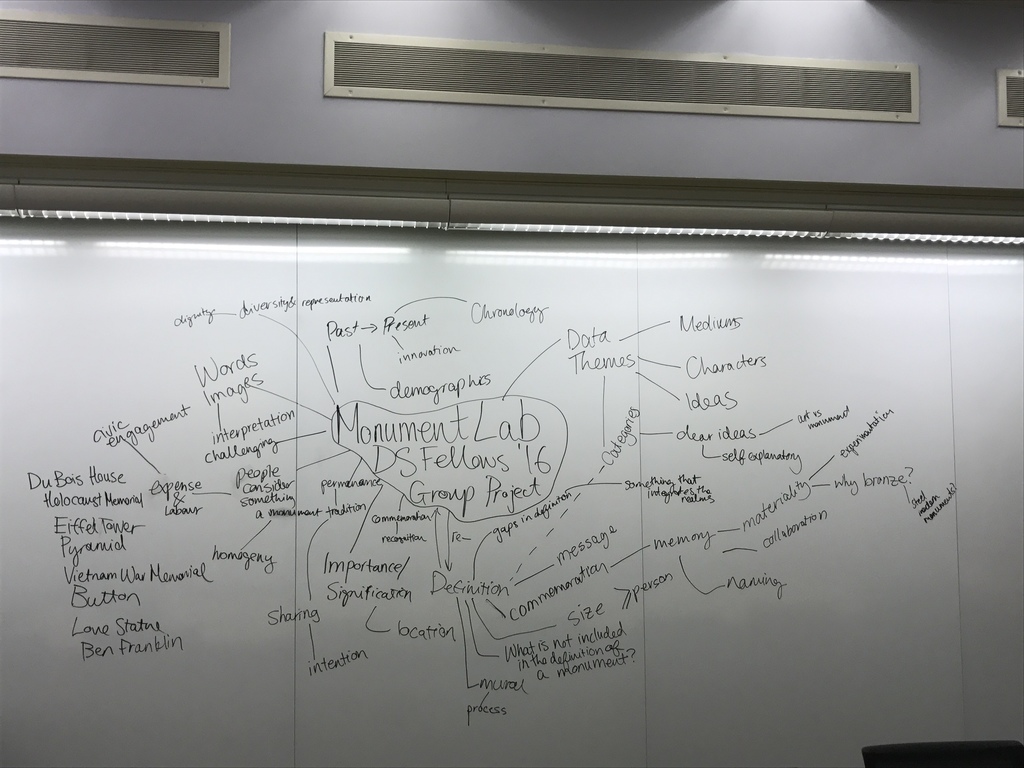 dignity
diversity & representation
Past → Present
Chronology
innovation
demographics
Words
Images
interpretation
challenging
civic
engagement
Data
Themes
Mediums
Characters
Ideas
Categories
clear ideas
art vs
monument
self explanatory
Something that
integrates the
realms
Monument Lab
DS Fellows '16
Group Project
people
consider
something
a monument
expense
&
Labour
Du Bois House
Holocaust Memorial
Eiffel Tower
Pyramid
Vietnam War Memorial
Button
Love Statue
Ben Franklin
homogeny
permanance
tradition
Sharing
intention
commemoration
recognition
Importance/
Signification
location
re-
gaps in definition
Definition
message
commemoration
memory
materiality
experimentation
why bronze?
steel
modern
monuments?
collaboration
naming
size > person
What is not included
in the definition of
a monument?
mural
process